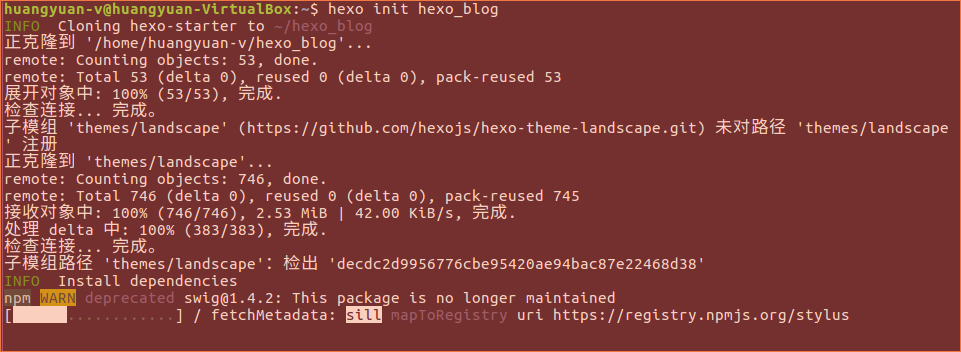 huangyuan-v@huangyuan-VirtualBox:~$ hexo init hexo_blog
INFO  Cloning hexo-starter to ~/hexo_blog
正克隆到 '/home/huangyuan-v/hexo_blog'...
remote: Counting objects: 53, done.
remote: Total 53 (delta 0), reused 0 (delta 0), pack-reused 53
展开对象中: 100% (53/53), 完成.
检查连接... 完成。
子模组 'themes/landscape' (https://github.com/hexojs/hexo-theme-landscape.git) 未对路径 'themes/landscape
' 注册
正克隆到 'themes/landscape'...
remote: Counting objects: 746, done.
remote: Total 746 (delta 0), reused 0 (delta 0), pack-reused 745
接收对象中: 100% (746/746), 2.53 MiB | 42.00 KiB/s, 完成.
处理 delta 中: 100% (383/383), 完成.
检查连接... 完成。
子模组路径 'themes/landscape'：检出 'decdc2d9956776cbe95420ae94bac87e22468d38'
INFO  Install dependencies
npm WARN deprecated swig@1.4.2: This package is no longer maintained
[      ............] / fetchMetadata: sill mapToRegistry uri https://registry.npmjs.org/stylus